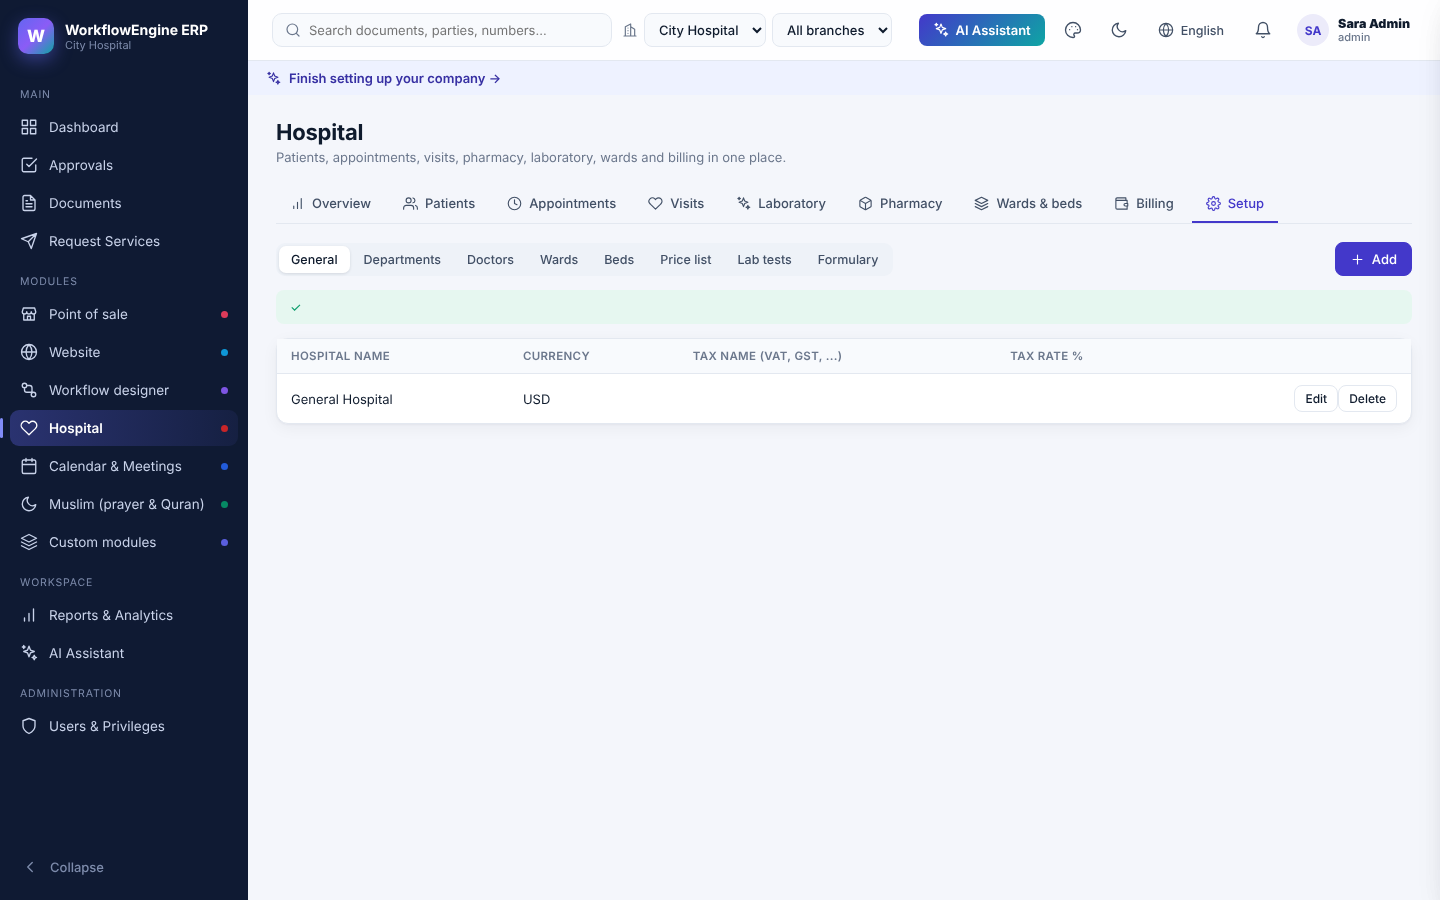 W
WorkflowEngine ERP
City Hospital
MAIN
Dashboard
Approvals
Documents
Request Services
MODULES
Point of sale
Website
Workflow designer
Hospital
Calendar & Meetings
Muslim (prayer & Quran)
Custom modules
WORKSPACE
Reports & Analytics
AI Assistant
ADMINISTRATION
Users & Privileges
Collapse
Search documents, parties, numbers...
City Hospital
All branches
AI Assistant
English
SA
Sara Admin
admin
Finish setting up your company →
Hospital
Patients, appointments, visits, pharmacy, laboratory, wards and billing in one place.
Overview Patients Appointments Visits Laboratory Pharmacy Wards & beds Billing Setup
General Departments Doctors Wards Beds Price list Lab tests Formulary
+ Add
✓
HOSPITAL NAME CURRENCY TAX NAME (VAT, GST, ...) TAX RATE %
General Hospital USD Edit Delete